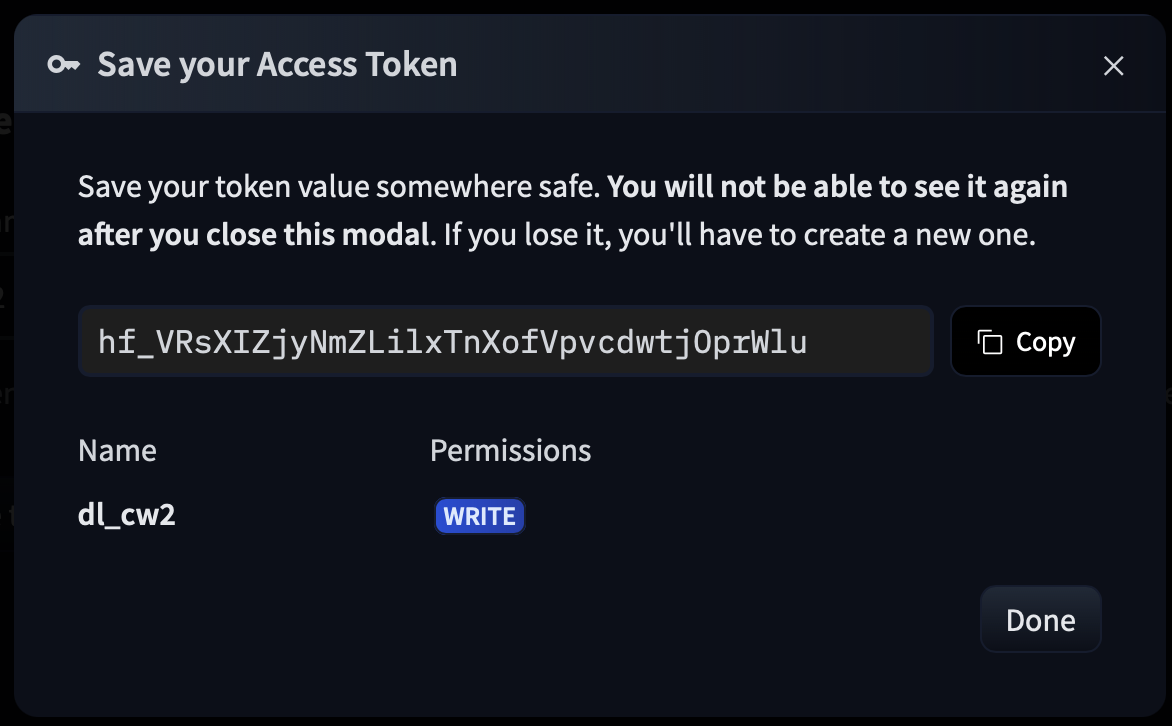 Save your Access Token
Save your token value somewhere safe. You will not be able to see it again
after you close this modal. If you lose it, you'll have to create a new one.
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
Copy
Name Permissions
dl_cw2 WRITE
Done